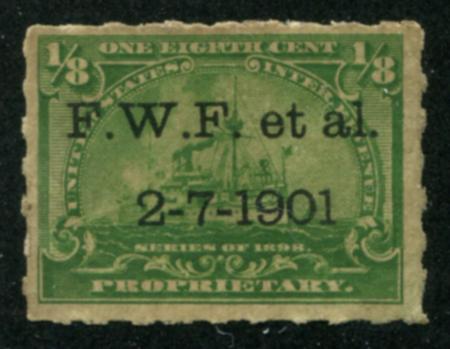 1/8 ONE EIGHTH CENT 1/8
UNITED STATES INTER. REVENUE
F.W.F. et al.
2-7-1901
SERIES OF 1898.
PROPRIETARY.